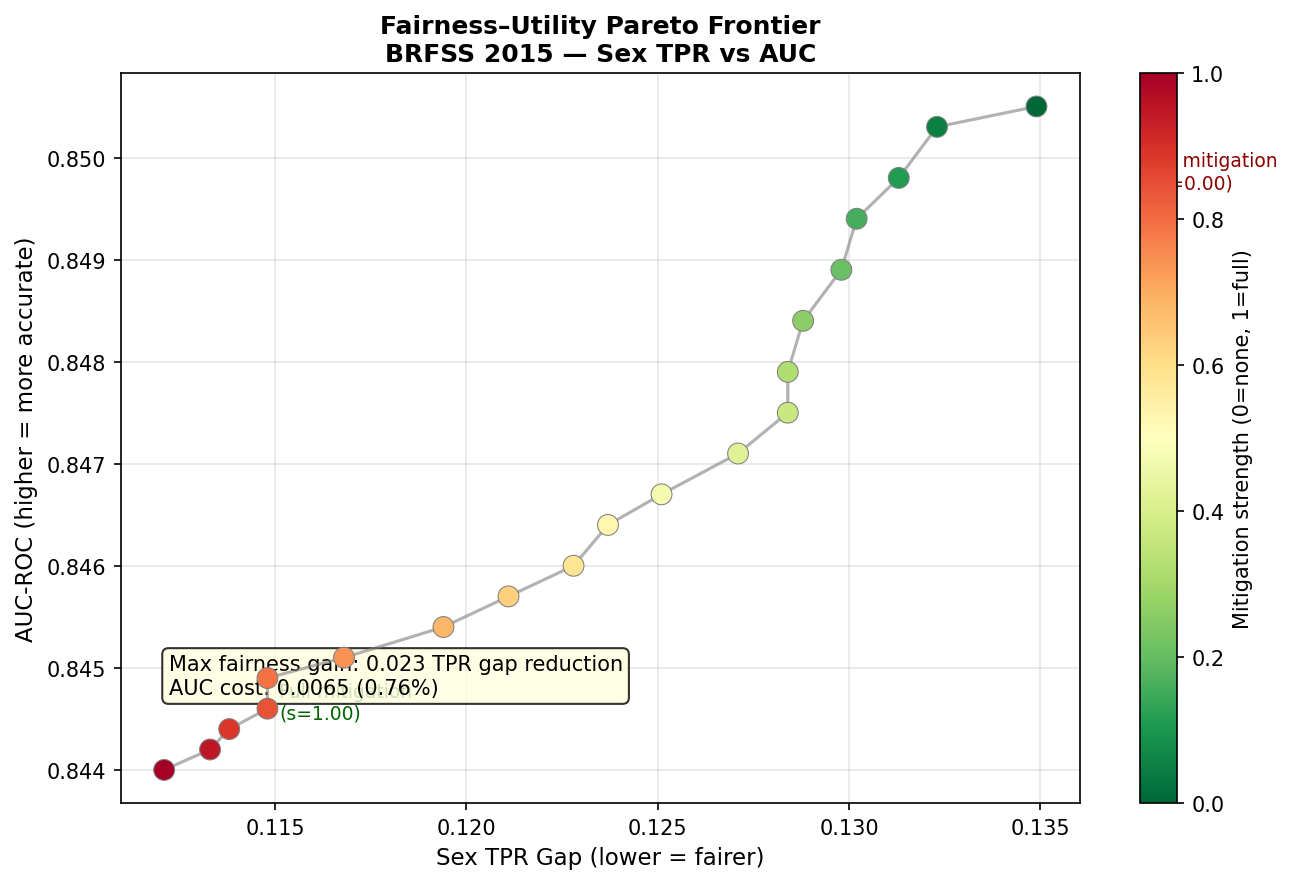 Fairness–Utility Pareto Frontier
BRFSS 2015 — Sex TPR vs AUC
AUC-ROC (higher = more accurate)
0.850
0.849
0.848
0.847
0.846
0.845
0.844
Max fairness gain: 0.023 TPR gap reduction
AUC cost: 0.0065 (0.76%)
(s=1.00)
0.115
0.120
0.125
0.130
0.135
Sex TPR Gap (lower = fairer)
1.0
0.8
0.6
0.4
0.2
0.0
mitigation
=0.00)
Mitigation strength (0=none, 1=full)